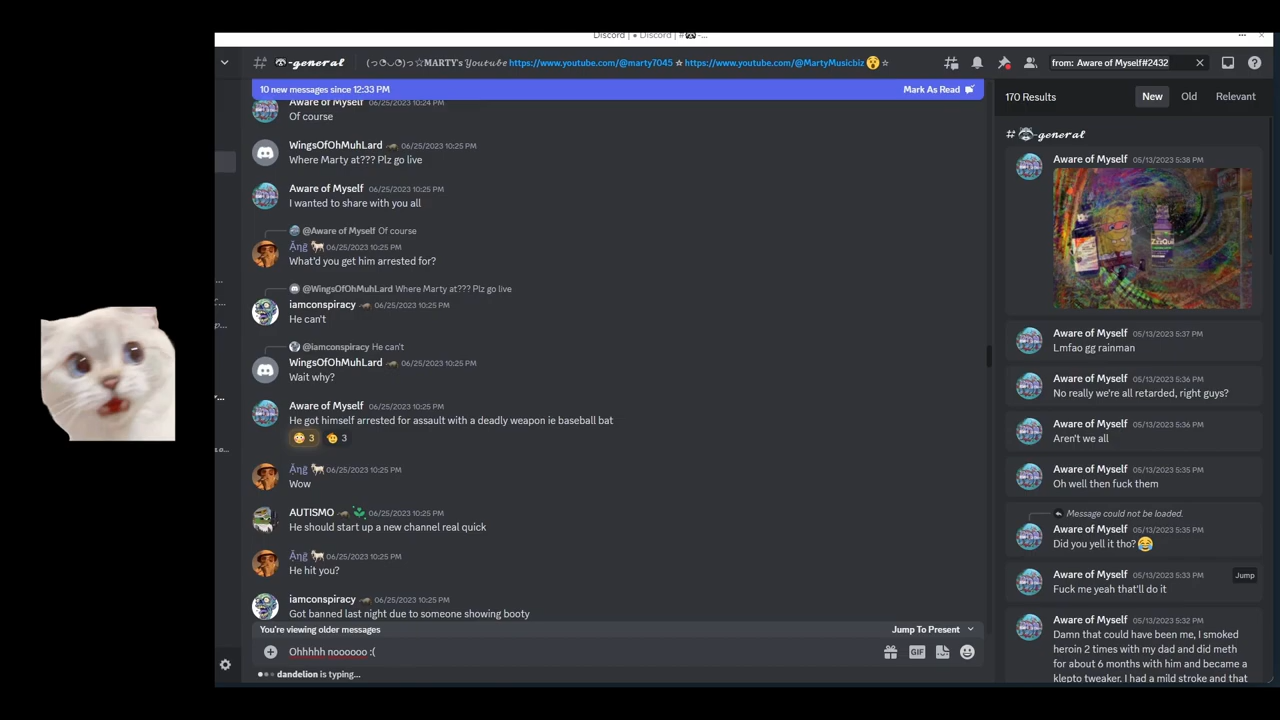 Discord | • Discord | #🦝-...
# 🦝-𝓰𝓮𝓷𝓮𝓻𝓪𝓵 (っ◔◡◔)っ☆𝐌𝐀𝐑𝐓𝐘'𝐬 𝓨𝓸𝓾𝓽𝓾𝓫𝓮 https://www.youtube.com/@marty7045 ☆ https://www.youtube.com/@MartyMusicbiz 😵 ☆
from: Aware of Myself#2432
10 new messages since 12:33 PM Mark As Read
Aware of Myself 06/25/2023 10:24 PM
Of course
WingsOfOhMuhLard 06/25/2023 10:25 PM
Where Marty at??? Plz go live
Aware of Myself 06/25/2023 10:25 PM
I wanted to share with you all
@Aware of Myself Of course
Ąηĝ 🐐 06/25/2023 10:25 PM
What'd you get him arrested for?
@WingsOfOhMuhLard Where Marty at??? Plz go live
iamconspiracy 06/25/2023 10:25 PM
He can't
@iamconspiracy He can't
WingsOfOhMuhLard 06/25/2023 10:25 PM
Wait why?
Aware of Myself 06/25/2023 10:25 PM
He got himself arrested for assault with a deadly weapon ie baseball bat
3 3
Ąηĝ 🐐 06/25/2023 10:25 PM
Wow
AUTISMO 06/25/2023 10:25 PM
He should start up a new channel real quick
Ąηĝ 🐐 06/25/2023 10:25 PM
He hit you?
iamconspiracy 06/25/2023 10:25 PM
Got banned last night due to someone showing booty
You're viewing older messages Jump To Present
Ohhhhh noooooo :(
GIF
dandelion is typing...
170 Results New Old Relevant
# 🦝-𝓰𝓮𝓷𝓮𝓻𝓪𝓵
Aware of Myself 05/13/2023 5:38 PM
Aware of Myself 05/13/2023 5:37 PM
Lmfao gg rainman
Aware of Myself 05/13/2023 5:36 PM
No really we're all retarded, right guys?
Aware of Myself 05/13/2023 5:36 PM
Aren't we all
Aware of Myself 05/13/2023 5:35 PM
Oh well then fuck them
Message could not be loaded.
Aware of Myself 05/13/2023 5:35 PM
Did you yell it tho? 😂
Aware of Myself 05/13/2023 5:33 PM
Jump
Fuck me yeah that'll do it
Aware of Myself 05/13/2023 5:32 PM
Damn that could have been me, I smoked
heroin 2 times with my dad and did meth
for about 6 months with him and became a
klepto tweaker. I had a mild stroke and that